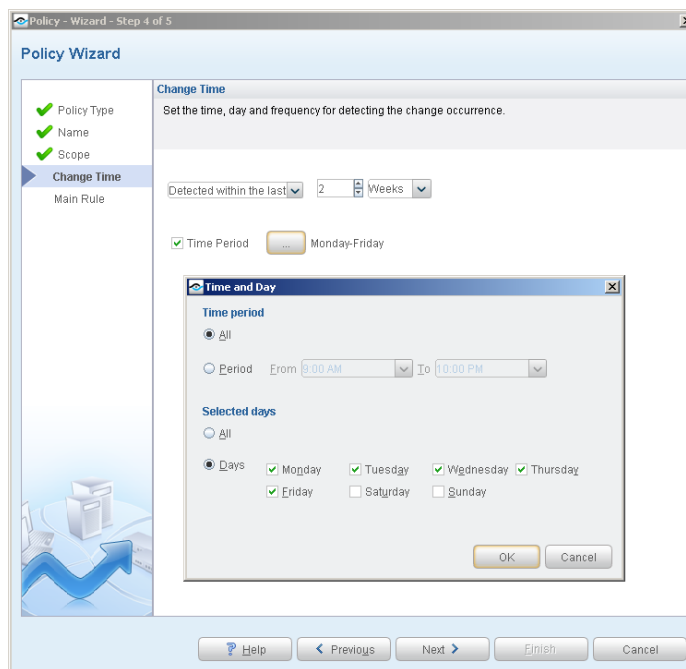 Policy - Wizard - Step 4 of 5
Policy Wizard
Policy Type
Name
Scope
Change Time
Main Rule
Change Time
Set the time, day and frequency for detecting the change occurrence.
Detected within the last 2 Weeks
Time Period ... Monday-Friday
Time and Day
Time period
All
Period From 9:00 AM To 10:00 PM
Selected days
All
Days Monday Tuesday Wednesday Thursday
Friday Saturday Sunday
OK Cancel
? Help Previous Next Finish Cancel